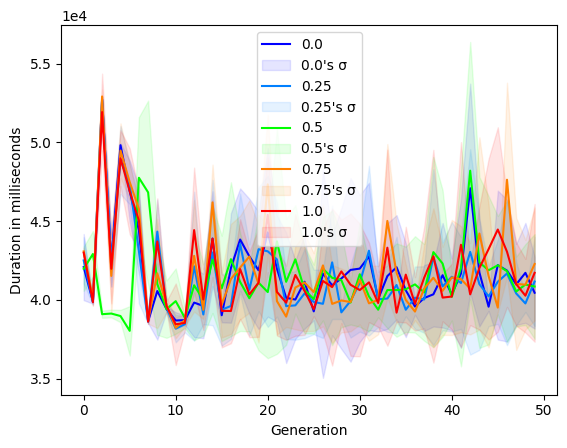 1e4
5.5
5.0
4.5
4.0
3.5
Duration in milliseconds
0.0
0.0's σ
0.25
0.25's σ
0.5
0.5's σ
0.75
0.75's σ
1.0
1.0's σ
0 10 20 30 40 50
Generation